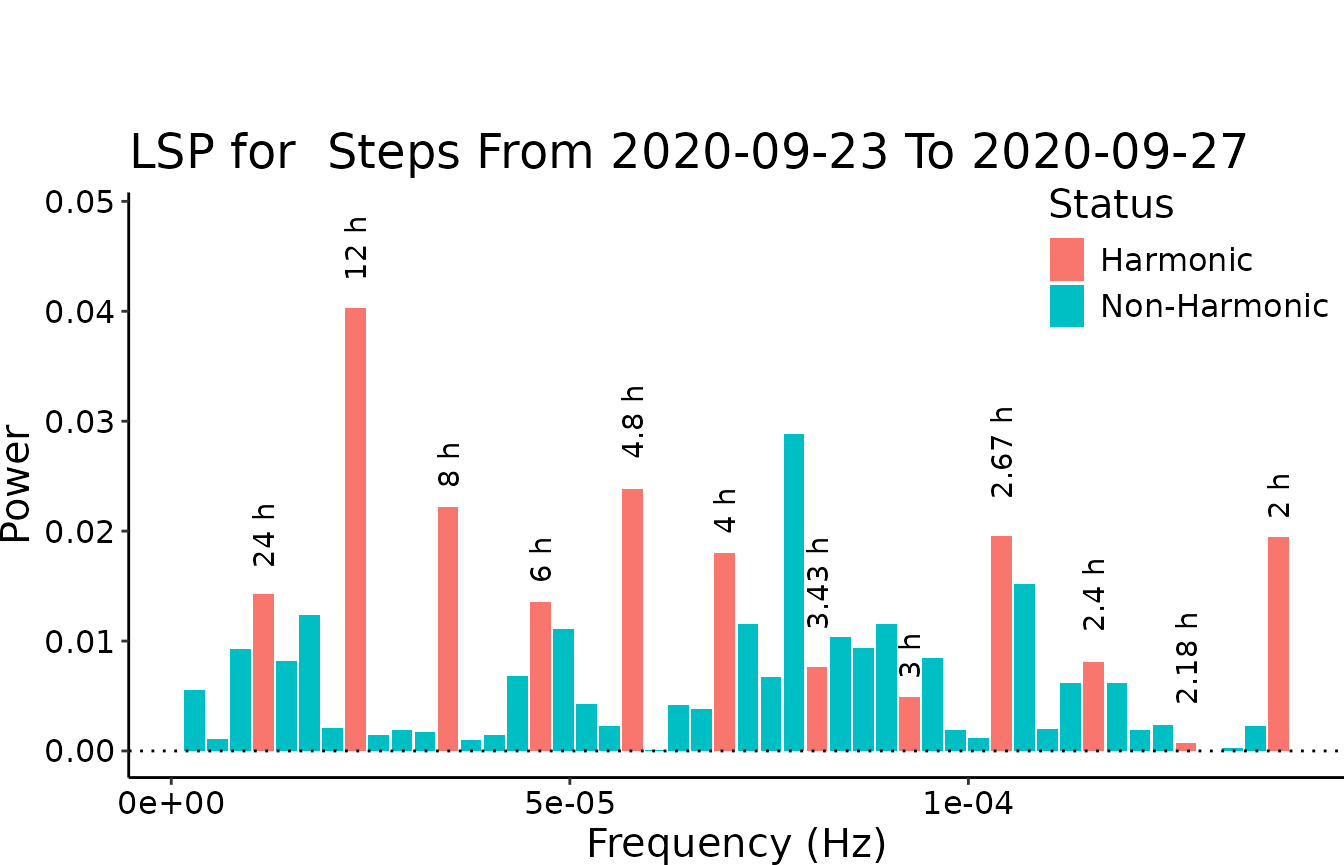 LSP for  Steps From 2020-09-23 To 2020-09-27
Status
Harmonic
Non-Harmonic
Power
0.05
0.04
0.03
0.02
0.01
0.00
24 h
12 h
8 h
6 h
4.8 h
4 h
3.43 h
3 h
2.67 h
2.4 h
2.18 h
2 h
0e+00
5e-05
1e-04
Frequency (Hz)